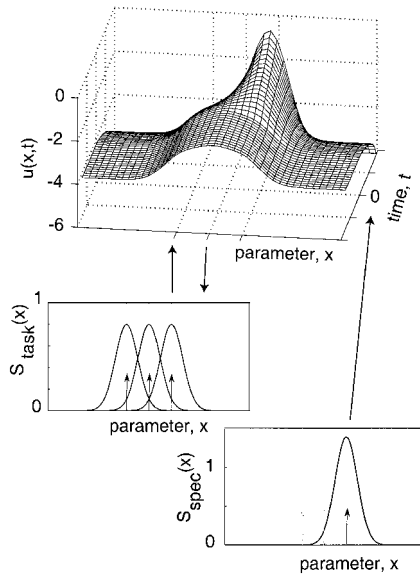 0
-2
-4
-6
u(x,t)
0
time, t
parameter, x
1
0
S_task(x)
parameter, x
1
0
S_spec(x)
parameter, x